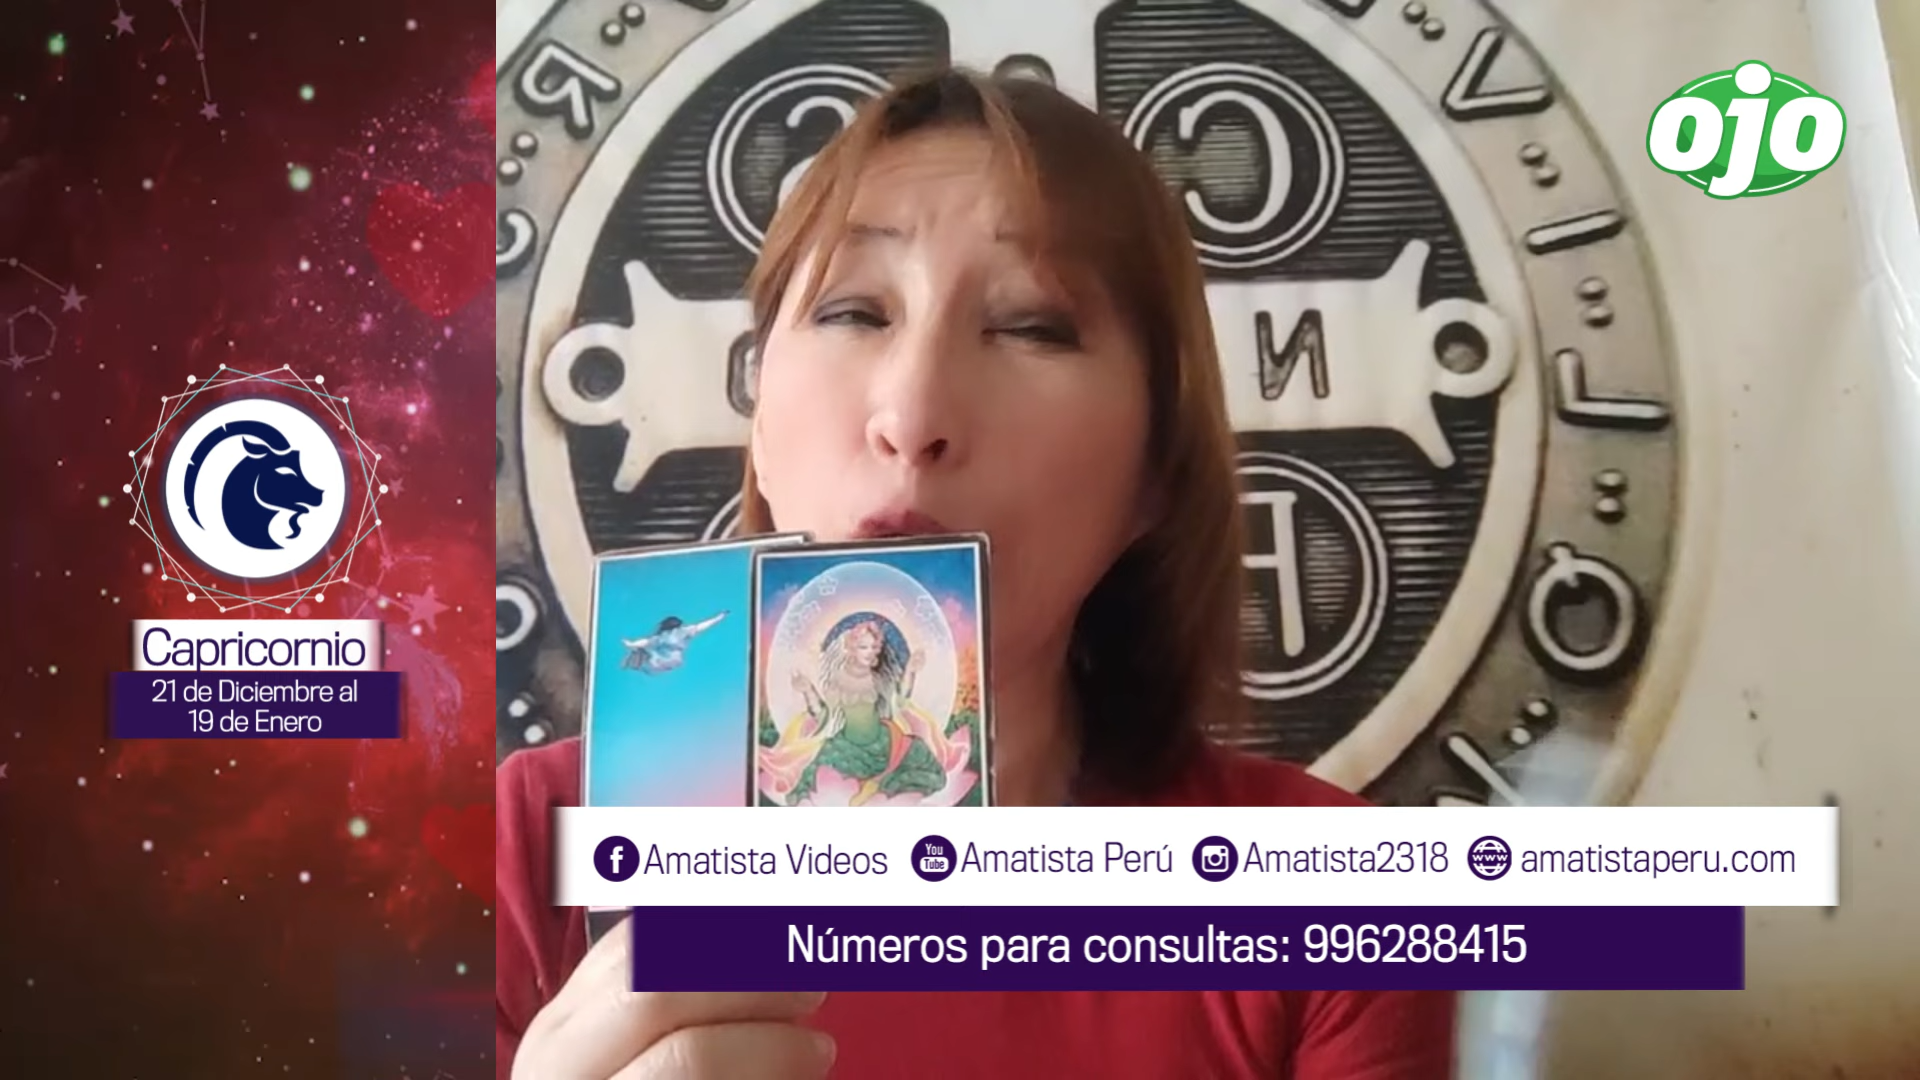 ojo
Capricornio
21 de Diciembre al
19 de Enero
Amatista Videos
You
Tube
Amatista Perú
Amatista2318
www
amatistaperu.com
Números para consultas: 996288415